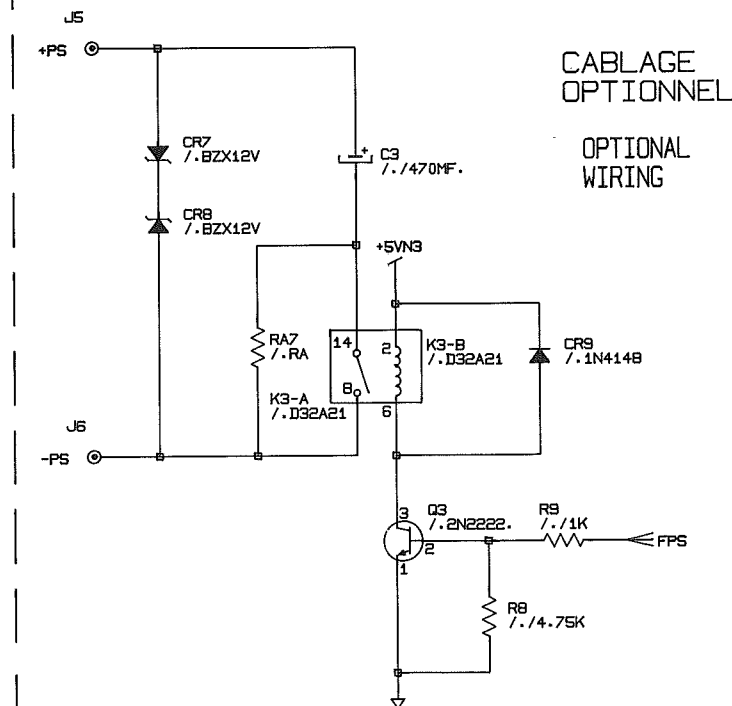 J5
+PS
CABLAGE
OPTIONNEL
OPTIONAL
WIRING
CR7
/.BZX12V
+
C3
/./470MF.
CR8
/.BZX12V
+5VN3
RA7
/.RA
14
2
K3-B
/.D32A21
CR9
/.1N4148
8
K3-A
/.D32A21
6
J6
-PS
3
Q3
/.2N2222.
R9
/./1K
2
FPS
1
R8
/./4.75K